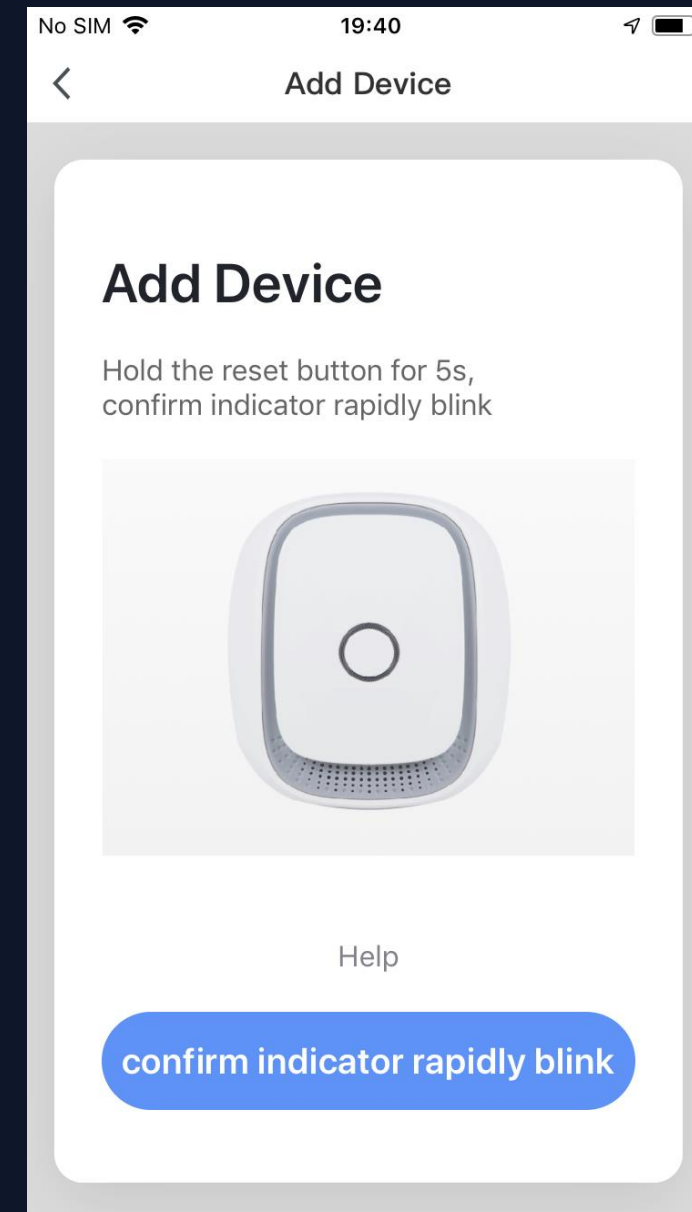 No SIM
19:40
Add Device
Add Device
Hold the reset button for 5s,
confirm indicator rapidly blink
Help
confirm indicator rapidly blink